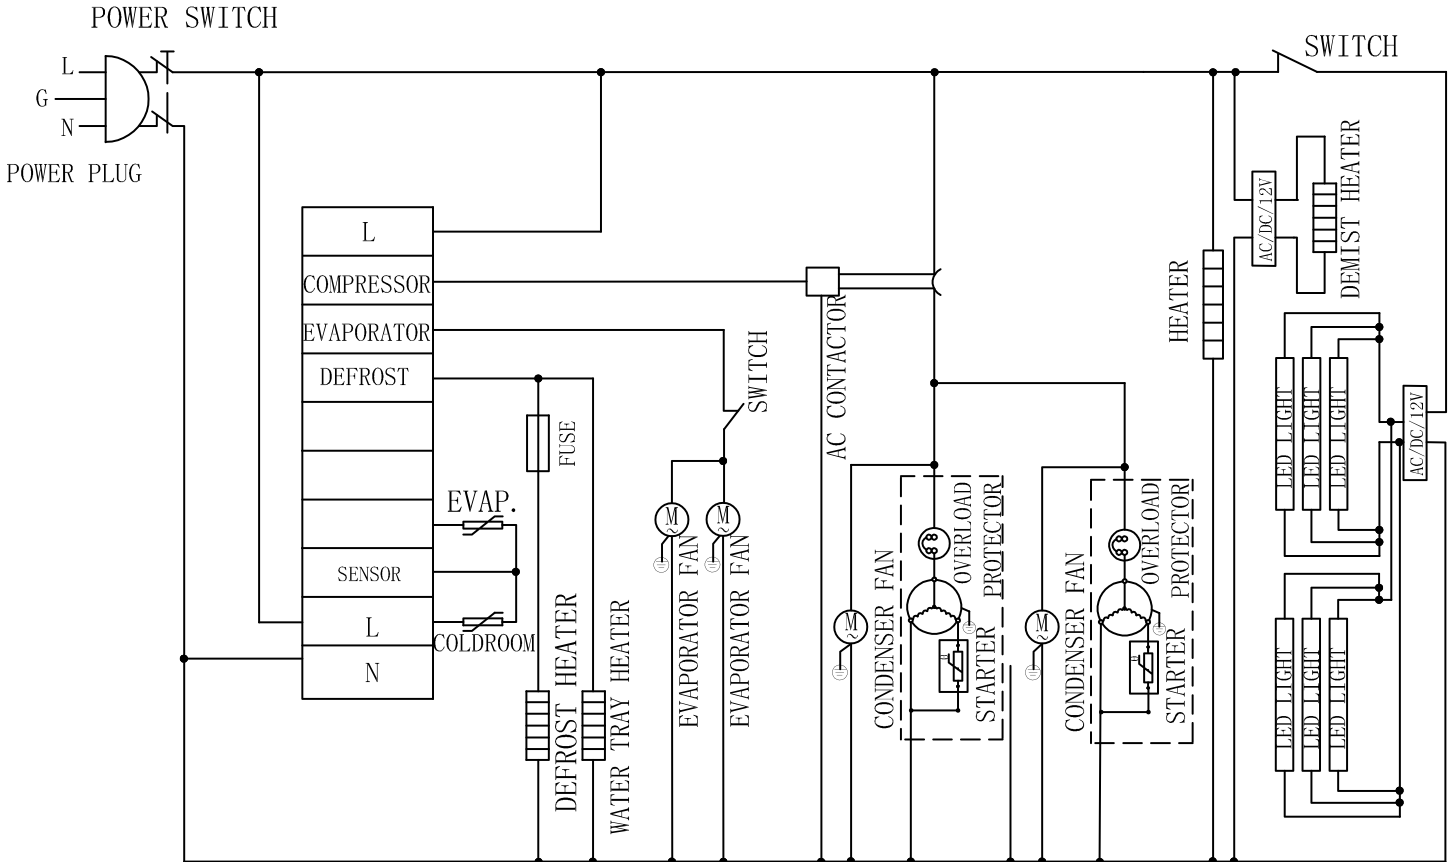 POWER SWITCH
L
G
N
POWER PLUG
L
COMPRESSOR
EVAPORATOR
DEFROST
SENSOR
L
N
EVAP.
COLDROOM
FUSE
DEFROST HEATER
WATER TRAY HEATER
SWITCH
M
~
M
~
EVAPORATOR FAN
EVAPORATOR FAN
AC CONTACTOR
M
~
CONDENSER FAN
OVERLOAD
PROTECTOR
STARTER
M
~
CONDENSER FAN
OVERLOAD
PROTECTOR
STARTER
HEATER
SWITCH
AC/DC/12V
DEMIST HEATER
LED LIGHT
LED LIGHT
LED LIGHT
AC/DC/12V
LED LIGHT
LED LIGHT
LED LIGHT